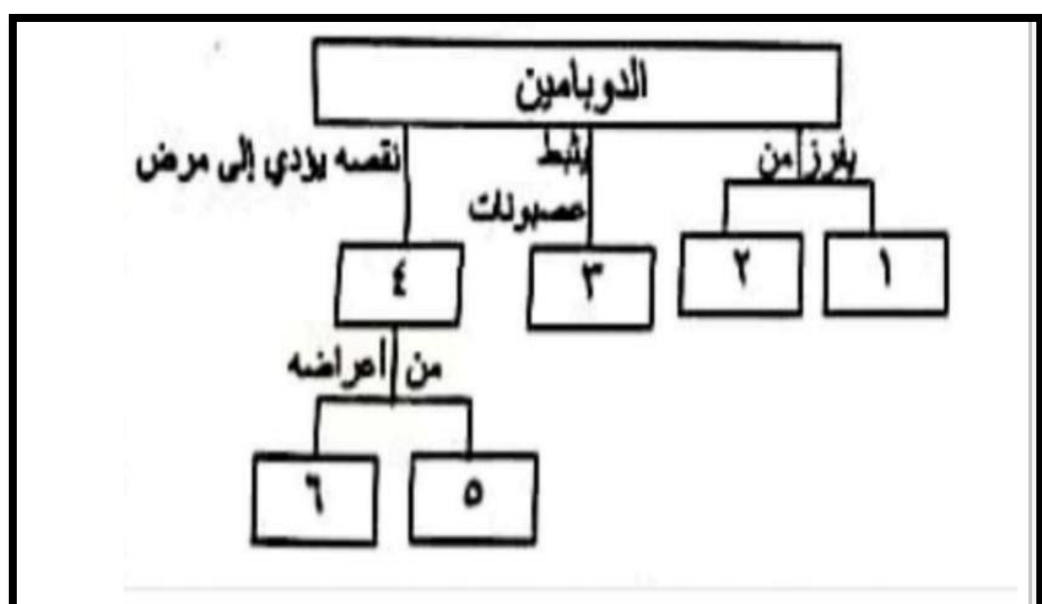 الدوبامين
يفرز من
يثبط
عصبونات
نقصه يؤدي إلى مرض
١
٢
٣
٤
من أعراضه
٥
٦